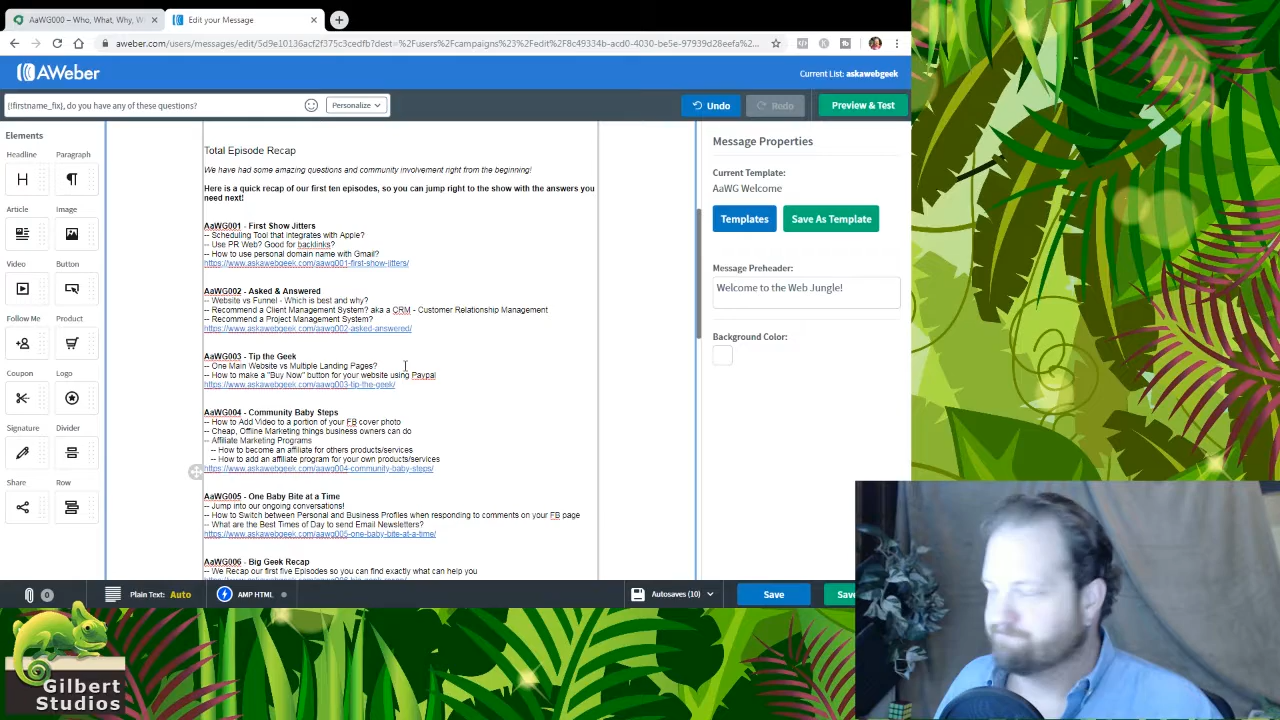 AaWG000 – Who, What, Why, W
Edit your Message
aweber.com/users/messages/edit/5d9e10136acf2f375c3cedfb?dest=%2Fusers%2Fcampaigns%23%2Fedit%2F8c49334b-acd0-4030-be5e-97939d28eefa%2...
AWeber
Current List: askawebgeek
{!firstname_fix}, do you have any of these questions?
Personalize
Undo
Redo
Preview & Test
Elements
Headline
Paragraph
Article
Image
Video
Button
Follow Me
Product
Coupon
Logo
Signature
Divider
Share
Row
Total Episode Recap
We have had some amazing questions and community involvement right from the beginning!
Here is a quick recap of our first ten episodes, so you can jump right to the show with the answers you
need next!
AaWG001 - First Show Jitters
-- Scheduling Tool that integrates with Apple?
-- Use PR Web? Good for backlinks?
-- How to use personal domain name with Gmail?
https://www.askawebgeek.com/aawg001-first-show-jitters/
AaWG002 - Asked & Answered
-- Website vs Funnel - Which is best and why?
-- Recommend a Client Management System? aka a CRM - Customer Relationship Management
-- Recommend a Project Management System?
https://www.askawebgeek.com/aawg002-asked-answered/
AaWG003 - Tip the Geek
-- One Main Website vs Multiple Landing Pages?
-- How to make a "Buy Now" button for your website using Paypal
https://www.askawebgeek.com/aawg003-tip-the-geek/
AaWG004 - Community Baby Steps
-- How to Add Video to a portion of your FB cover photo
-- Cheap, Offline Marketing things business owners can do
-- Affiliate Marketing Programs
-- How to become an affiliate for others products/services
-- How to add an affiliate program for your own products/services
https://www.askawebgeek.com/aawg004-community-baby-steps/
AaWG005 - One Baby Bite at a Time
-- Jump into our ongoing conversations!
-- How to Switch between Personal and Business Profiles when responding to comments on your FB page
-- What are the Best Times of Day to send Email Newsletters?
https://www.askawebgeek.com/aawg005-one-baby-bite-at-a-time/
AaWG006 - Big Geek Recap
-- We Recap our first five Episodes so you can find exactly what can help you
https://www.askawebgeek.com/aawg006-big-geek-recap/
Message Properties
Current Template:
AaWG Welcome
Templates
Save As Template
Message Preheader:
Welcome to the Web Jungle!
Background Color:
0
Plain Text: Auto
AMP HTML
Autosaves (10)
Save
Save
Gilbert
Studios